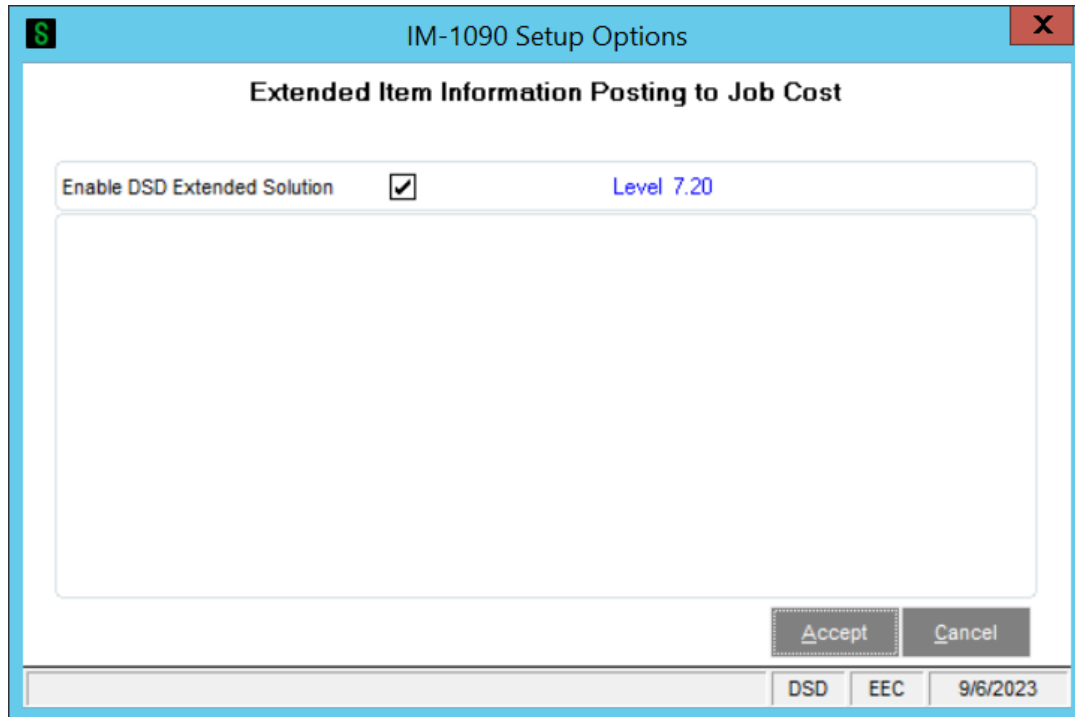 S
IM-1090 Setup Options
X
Extended Item Information Posting to Job Cost
Enable DSD Extended Solution Level 7.20
Accept Cancel
DSD EEC 9/6/2023